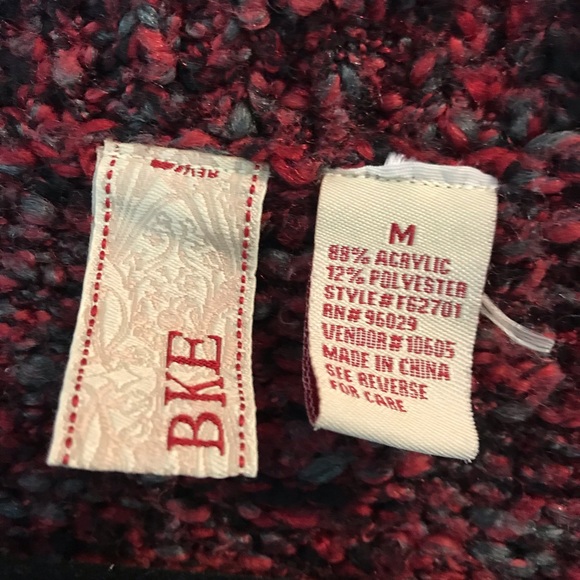 BKE
M
88% ACRYLIC
12% POLYESTER
STYLE#F62701
RN#96029
VENDOR#10605
MADE IN CHINA
SEE REVERSE
FOR CARE